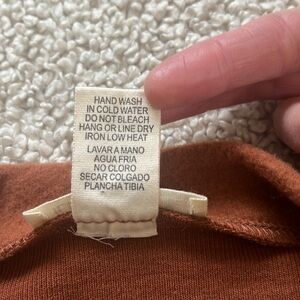 HAND WASH
IN COLD WATER
DO NOT BLEACH
HANG OR LINE DRY
IRON LOW HEAT
LAVAR A MANO
AGUA FRIA
NO CLORO
SECAR COLGADO
PLANCHA TIBIA